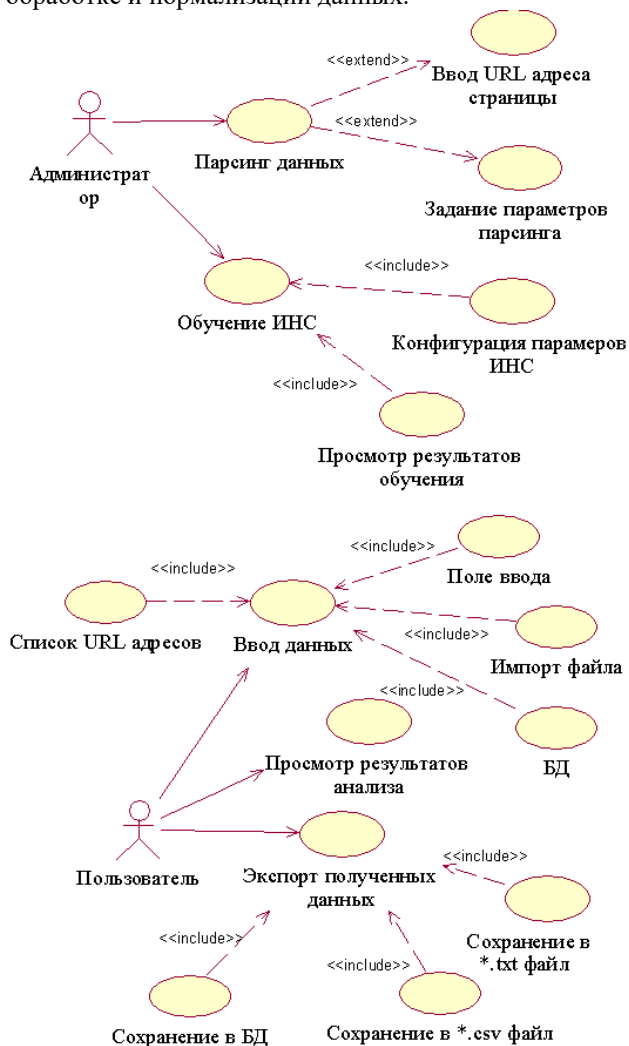 обработке и нормализации данных.
<<extend>>
Ввод URL адреса
страницы
<<extend>>
Администрат
ор
Парсинг данных
Задание параметров
парсинга
<<include>>
Обучение ИНС
Конфигурация парамеров
ИНС
<<include>>
Просмотр результатов
обучения
<<include>>
<<include>>
Поле ввода
Список URL адресов
Ввод данных
<<include>>
Импорт файла
<<include>>
БД
Просмотр результатов
анализа
Пользователь
Экспорт полученных
данных
<<include>>
Сохранение в
*.txt файл
<<include>>
<<include>>
Сохранение в БД
Сохранение в *.csv файл